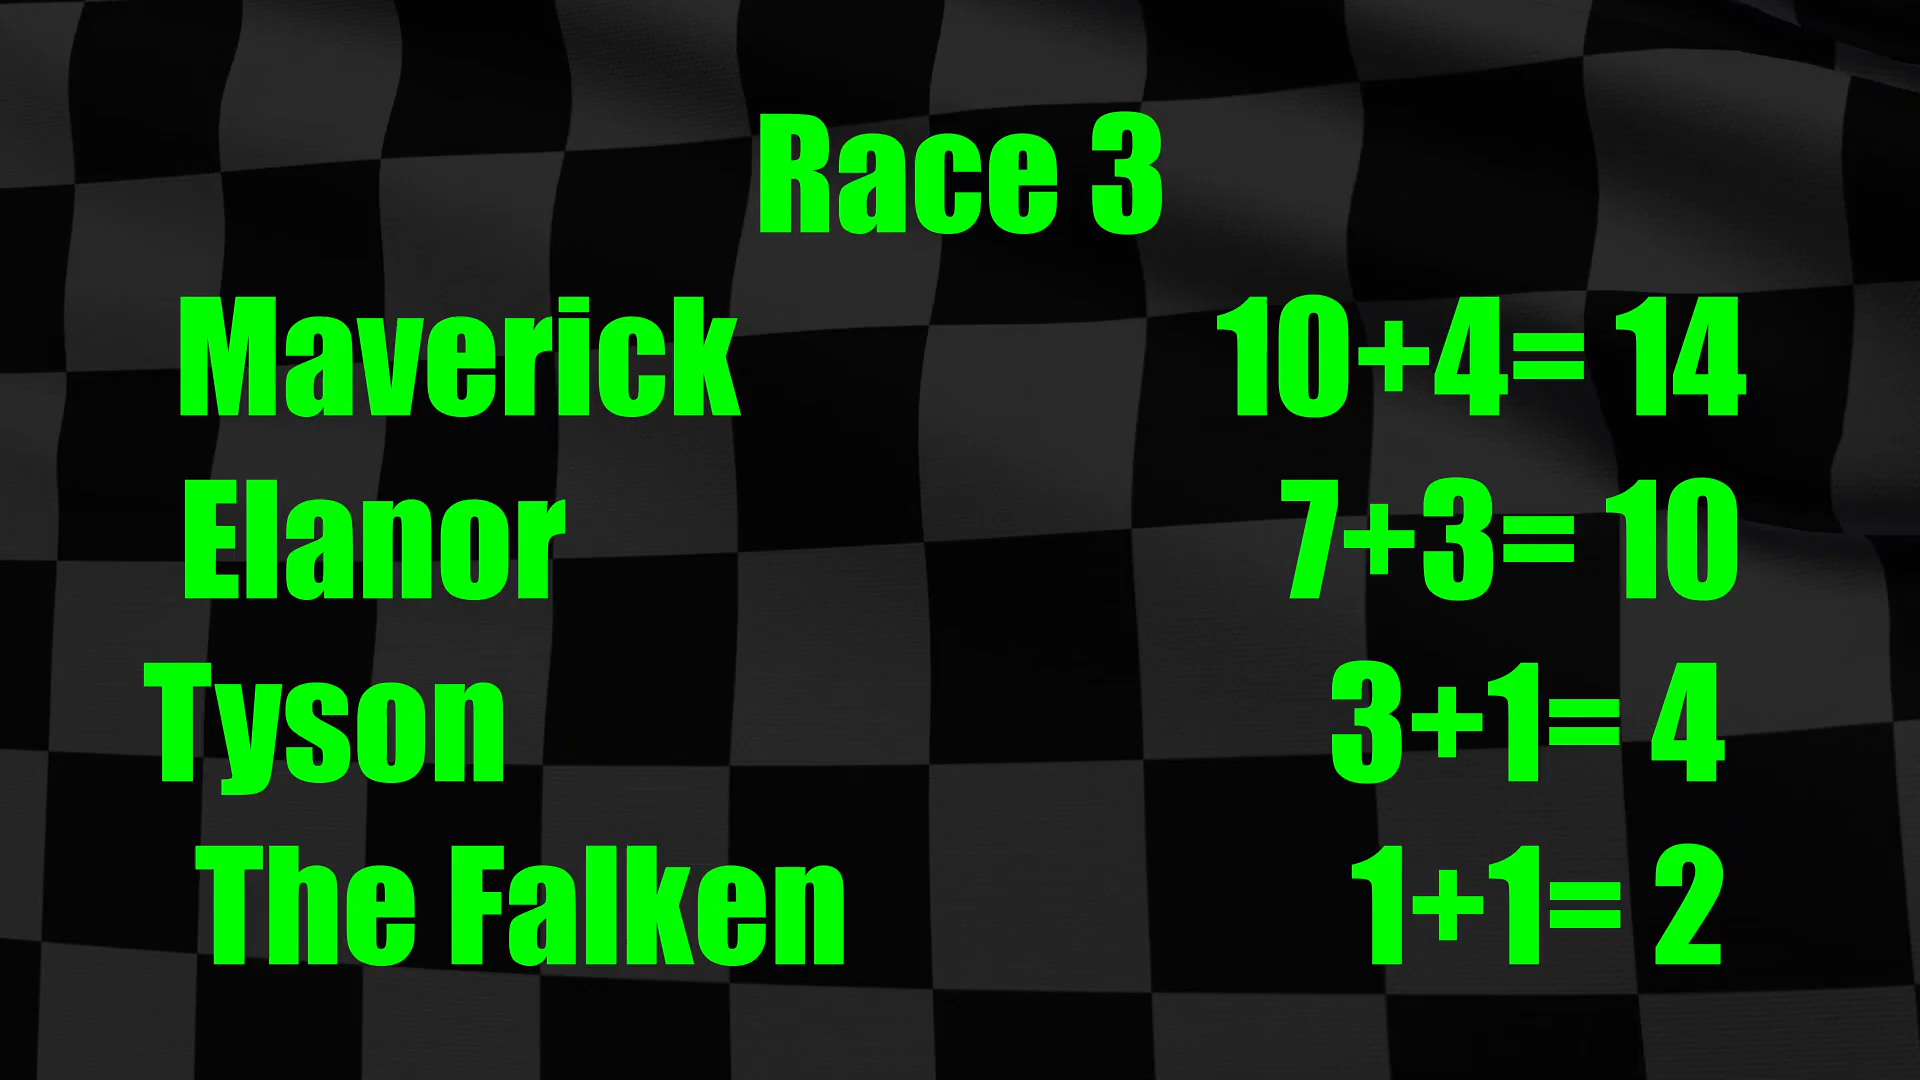 Race 3
Maverick 10+4= 14
Elanor 7+3= 10
Tyson 3+1= 4
The Falken 1+1= 2